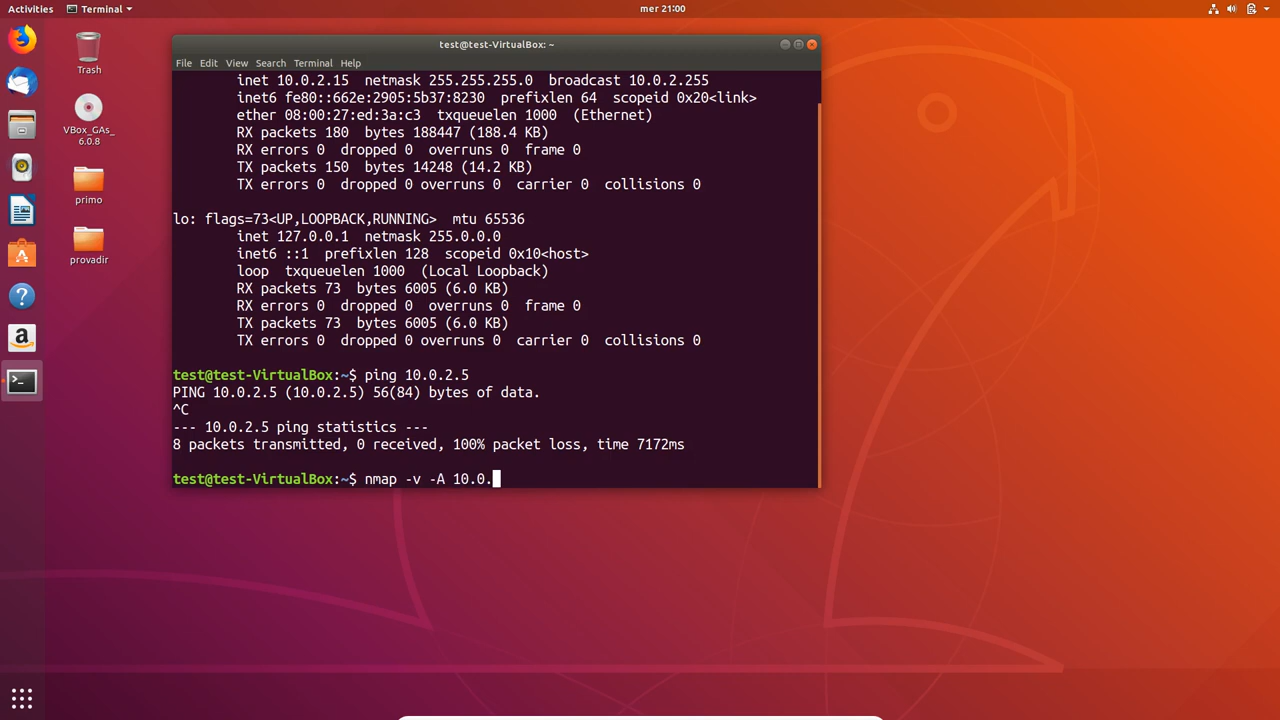 Activities
Terminal
mer 21:00
Trash
VBox_GAs_
6.0.8
primo
provadir
test@test-VirtualBox: ~
File Edit View Search Terminal Help
inet 10.0.2.15 netmask 255.255.255.0 broadcast 10.0.2.255
inet6 fe80::662e:2905:5b37:8230 prefixlen 64 scopeid 0x20<link>
ether 08:00:27:ed:3a:c3 txqueuelen 1000 (Ethernet)
RX packets 180 bytes 188447 (188.4 KB)
RX errors 0 dropped 0 overruns 0 frame 0
TX packets 150 bytes 14248 (14.2 KB)
TX errors 0 dropped 0 overruns 0 carrier 0 collisions 0
lo: flags=73<UP,LOOPBACK,RUNNING> mtu 65536
inet 127.0.0.1 netmask 255.0.0.0
inet6 ::1 prefixlen 128 scopeid 0x10<host>
loop txqueuelen 1000 (Local Loopback)
RX packets 73 bytes 6005 (6.0 KB)
RX errors 0 dropped 0 overruns 0 frame 0
TX packets 73 bytes 6005 (6.0 KB)
TX errors 0 dropped 0 overruns 0 carrier 0 collisions 0
test@test-VirtualBox:~$ ping 10.0.2.5
PING 10.0.2.5 (10.0.2.5) 56(84) bytes of data.
^C
--- 10.0.2.5 ping statistics ---
8 packets transmitted, 0 received, 100% packet loss, time 7172ms
test@test-VirtualBox:~$ nmap -v -A 10.0.